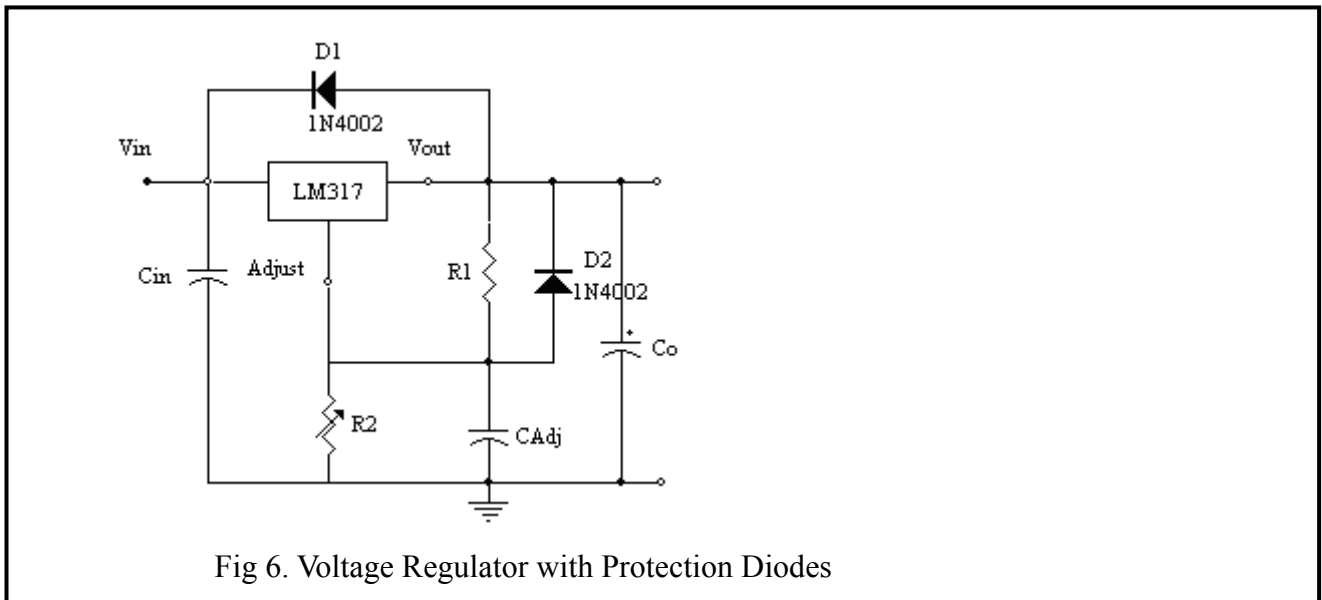 D1
1N4002
Vin
Vout
LM317
Cin
Adjust
R1
D2
1N4002
+
Co
R2
CAdj
Fig 6. Voltage Regulator with Protection Diodes